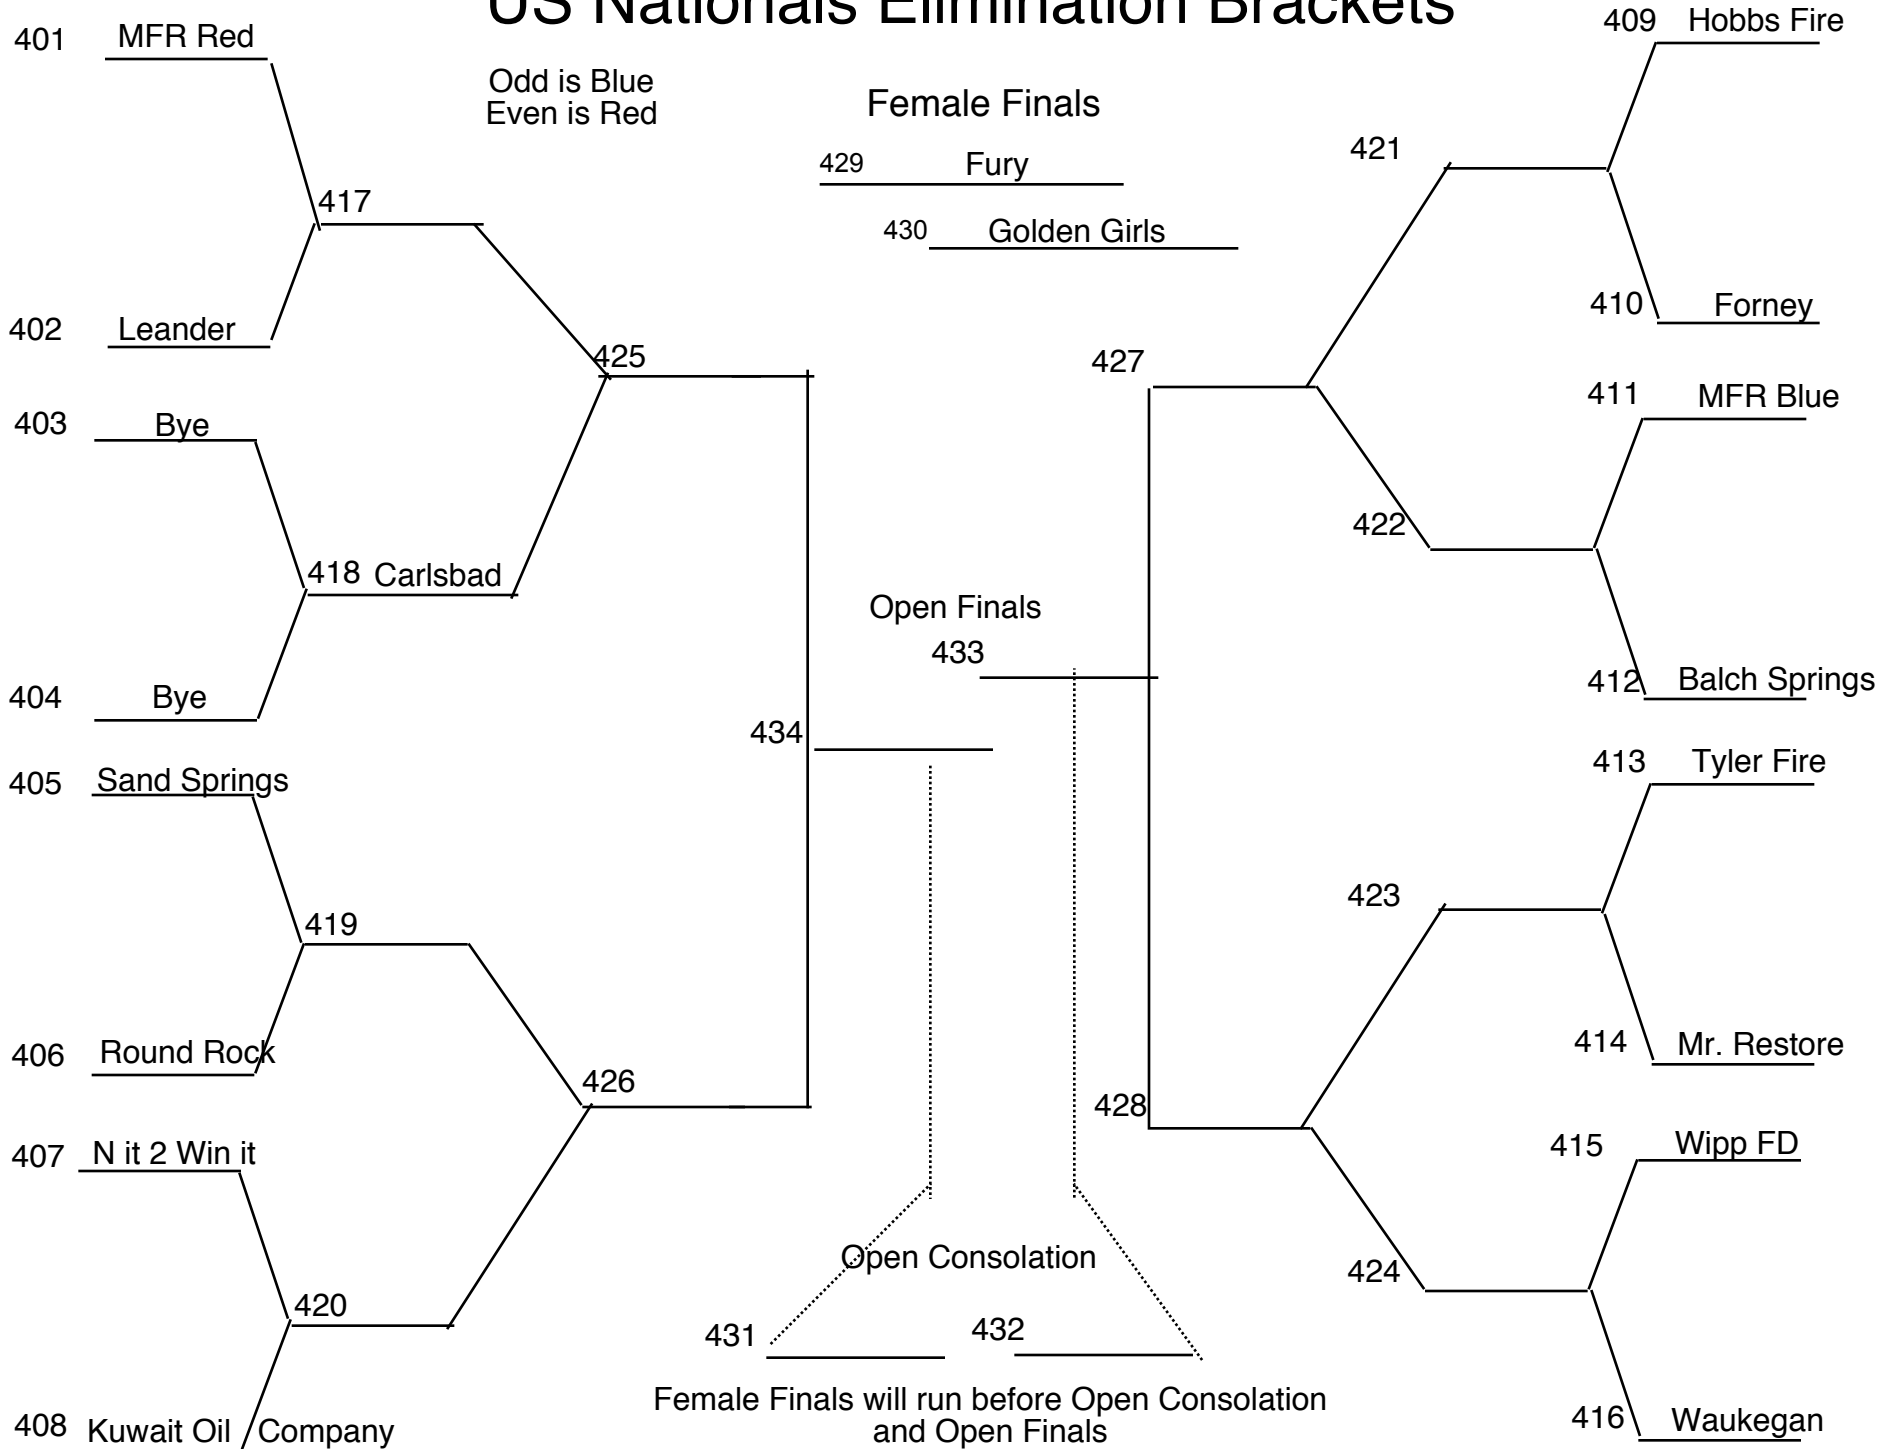 US Nationals Elimination Brackets
401 MFR Red
Odd is Blue
Even is Red
Female Finals
429 Fury
430 Golden Girls
417
402 Leander
425
403 Bye
418 Carlsbad
404 Bye
434
405 Sand Springs
419
406 Round Rock
426
407 N it 2 Win it
420
408 Kuwait Oil Company
Open Finals
433
Open Consolation
431
432
Female Finals will run before Open Consolation
and Open Finals
409 Hobbs Fire
421
410 Forney
427
411 MFR Blue
422
412 Balch Springs
413 Tyler Fire
423
414 Mr. Restore
428
415 Wipp FD
424
416 Waukegan